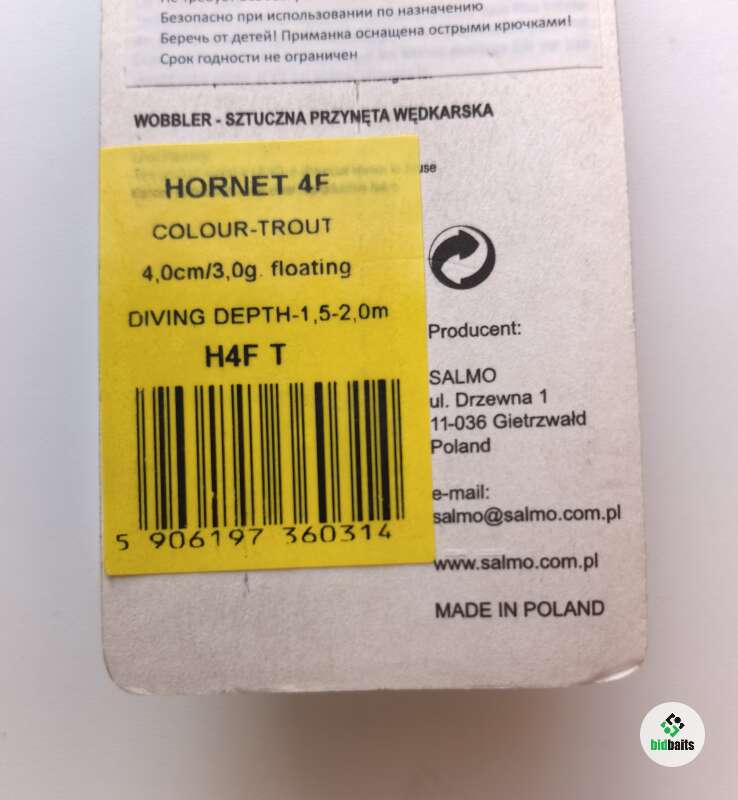 Безопасно при использовании по назначению
Беречь от детей! Приманка оснащена острыми крючками!
Срок годности не ограничен
WOBBLER - SZTUCZNA PRZYNĘTA WĘDKARSKA
HORNET 4F
COLOUR-TROUT
4,0cm/3,0g. floating
DIVING DEPTH-1,5-2,0m
H4F T
5 906197 360314
Producent:
SALMO
ul. Drzewna 1
11-036 Gietrzwałd
Poland
e-mail:
salmo@salmo.com.pl
www.salmo.com.pl
MADE IN POLAND
bidbaits